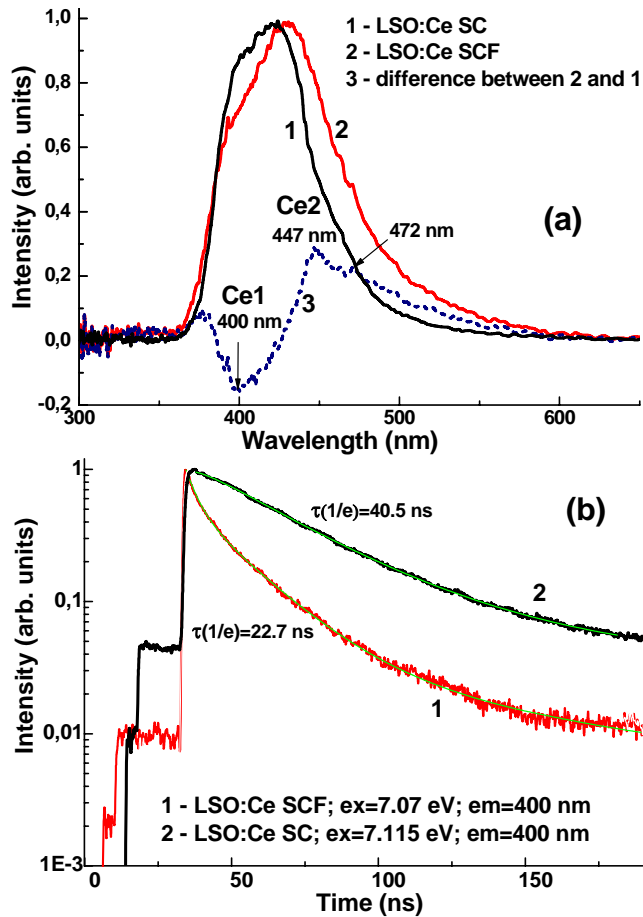 1 - LSO:Ce SC
2 - LSO:Ce SCF
3 - difference between 2 and 1
1,0
0,8
0,6
0,4
0,2
0,0
-0,2
Intensity (arb. units)
1
2
(a)
Ce2
447 nm
472 nm
Ce1
400 nm
3
300
400
500
600
Wavelength (nm)
1
0,1
0,01
1E-3
Intensity (arb. units)
(b)
τ(1/e)=40.5 ns
2
τ(1/e)=22.7 ns
1
1 - LSO:Ce SCF; ex=7.07 eV; em=400 nm
2 - LSO:Ce SC; ex=7.115 eV; em=400 nm
0
50
100
150
Time (ns)